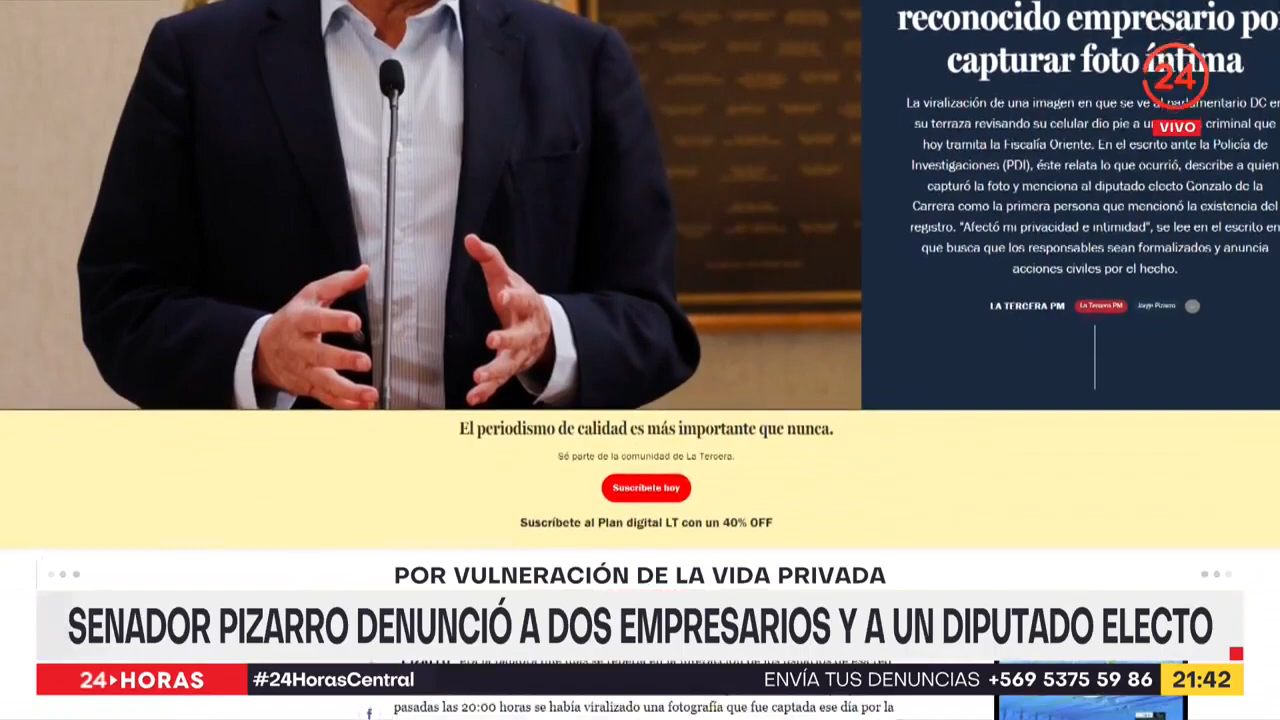 reconocido empresario por
capturar foto íntima
24
VIVO
La viralización de una imagen en que se ve al parlamentario DC en
su terraza revisando su celular dio pie a un criminal que
hoy tramita la Fiscalía Oriente. En el escrito ante la Policía de
Investigaciones (PDI), éste relata lo que ocurrió, describe a quien
capturó la foto y menciona al diputado electo Gonzalo de la
Carrera como la primera persona que mencionó la existencia del
registro. "Afectó mi privacidad e intimidad", se lee en el escrito en
que busca que los responsables sean formalizados y anuncia
acciones civiles por el hecho.
LA TERCERA PM La Tercera PM Jorge Pizarro
El periodismo de calidad es más importante que nunca.
Sé parte de la comunidad de La Tercera.
Suscríbete hoy
Suscríbete al Plan digital LT con un 40% OFF
POR VULNERACIÓN DE LA VIDA PRIVADA
SENADOR PIZARRO DENUNCIÓ A DOS EMPRESARIOS Y A UN DIPUTADO ELECTO
24 HORAS #24HorasCentral ENVÍA TUS DENUNCIAS +569 5375 59 86 21:42
f
pasadas las 20:00 horas se había viralizado una fotografía que fue captada ese día por la